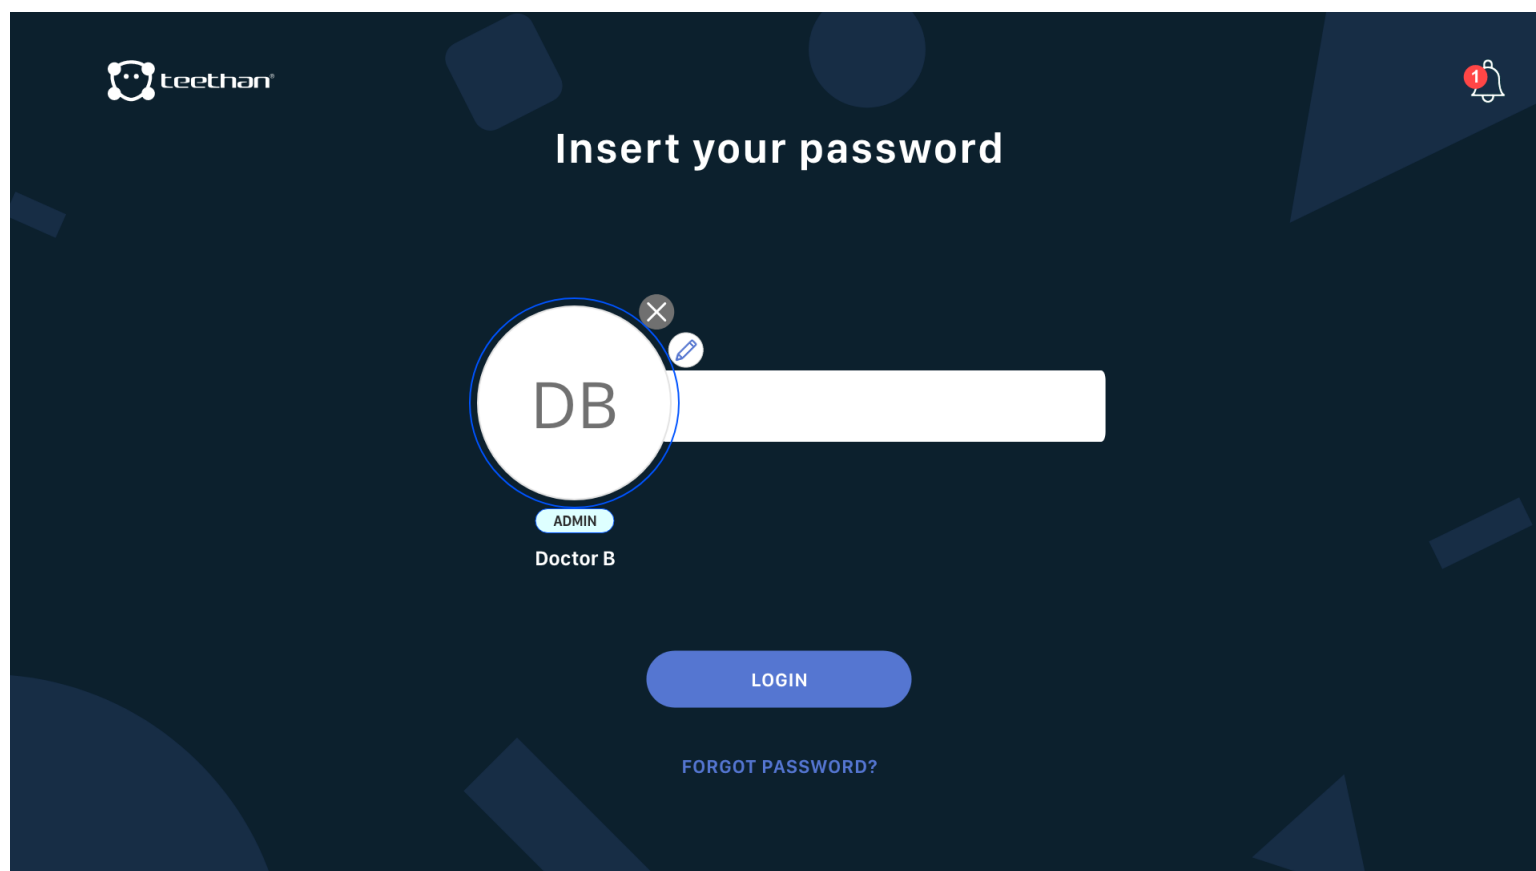 teethan®
1
Insert your password
DB
ADMIN
Doctor B
LOGIN
FORGOT PASSWORD?